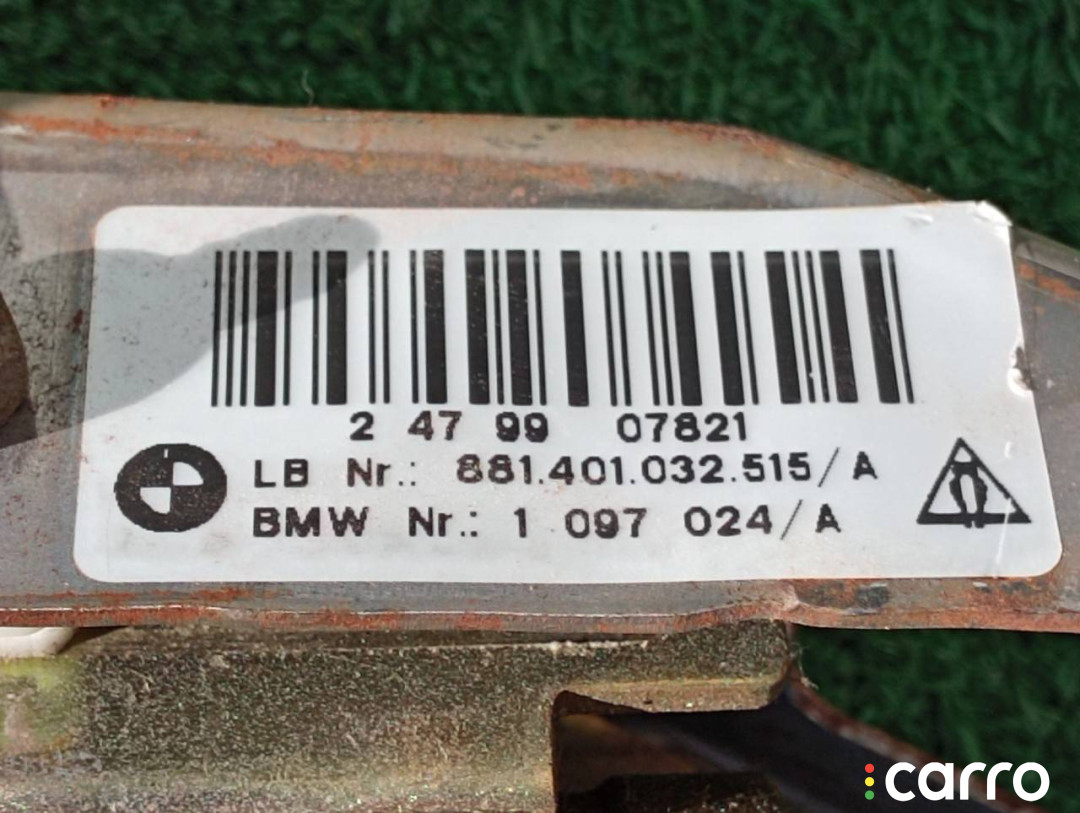 2 47 99 07821
LB Nr.: 881.401.032.515/A
BMW Nr.: 1 097 024/A
carro